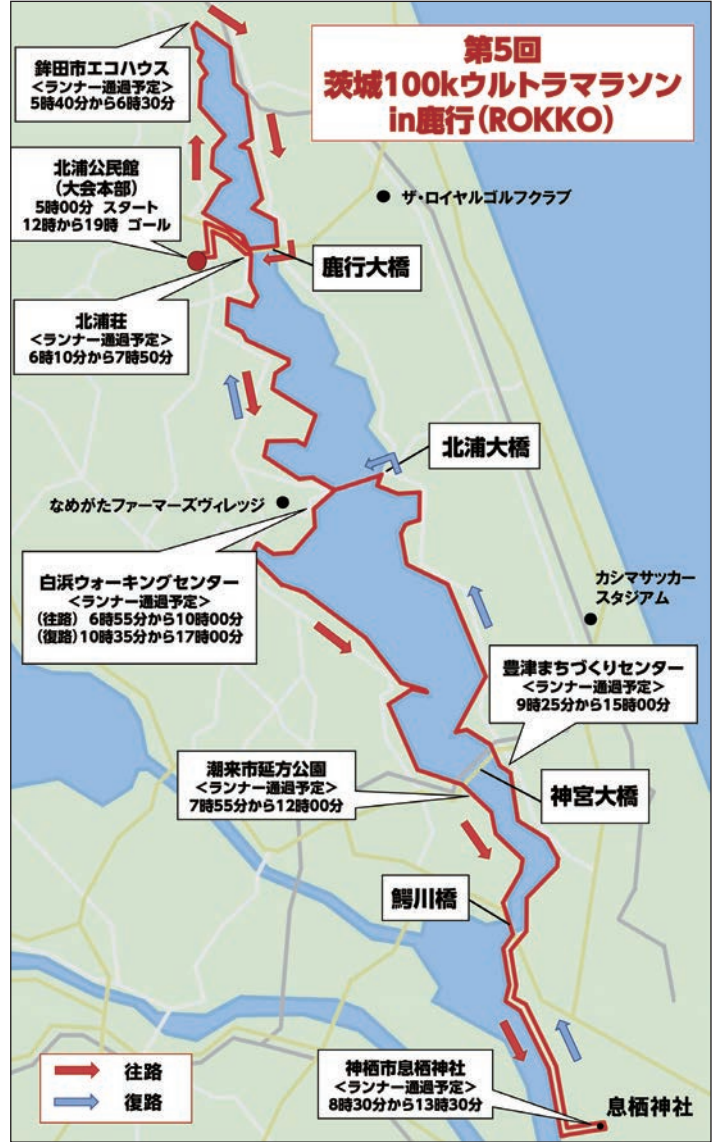 第5回
茨城100kウルトラマラソン
in鹿行(ROKKO)
鉾田市エコハウス
<ランナー通過予定>
5時40分から6時30分
北浦公民館
(大会本部)
5時00分 スタート
12時から19時 ゴール
ザ・ロイヤルゴルフクラブ
鹿行大橋
北浦荘
<ランナー通過予定>
6時10分から7時50分
北浦大橋
なめがたファーマーズヴィレッジ
白浜ウォーキングセンター
<ランナー通過予定>
(往路) 6時55分から10時00分
(復路)10時35分から17時00分
カシマサッカー
スタジアム
豊津まちづくりセンター
<ランナー通過予定>
9時25分から15時00分
潮来市延方公園
<ランナー通過予定>
7時55分から12時00分
神宮大橋
鰐川橋
往路
復路
神栖市息栖神社
<ランナー通過予定>
8時30分から13時30分
息栖神社